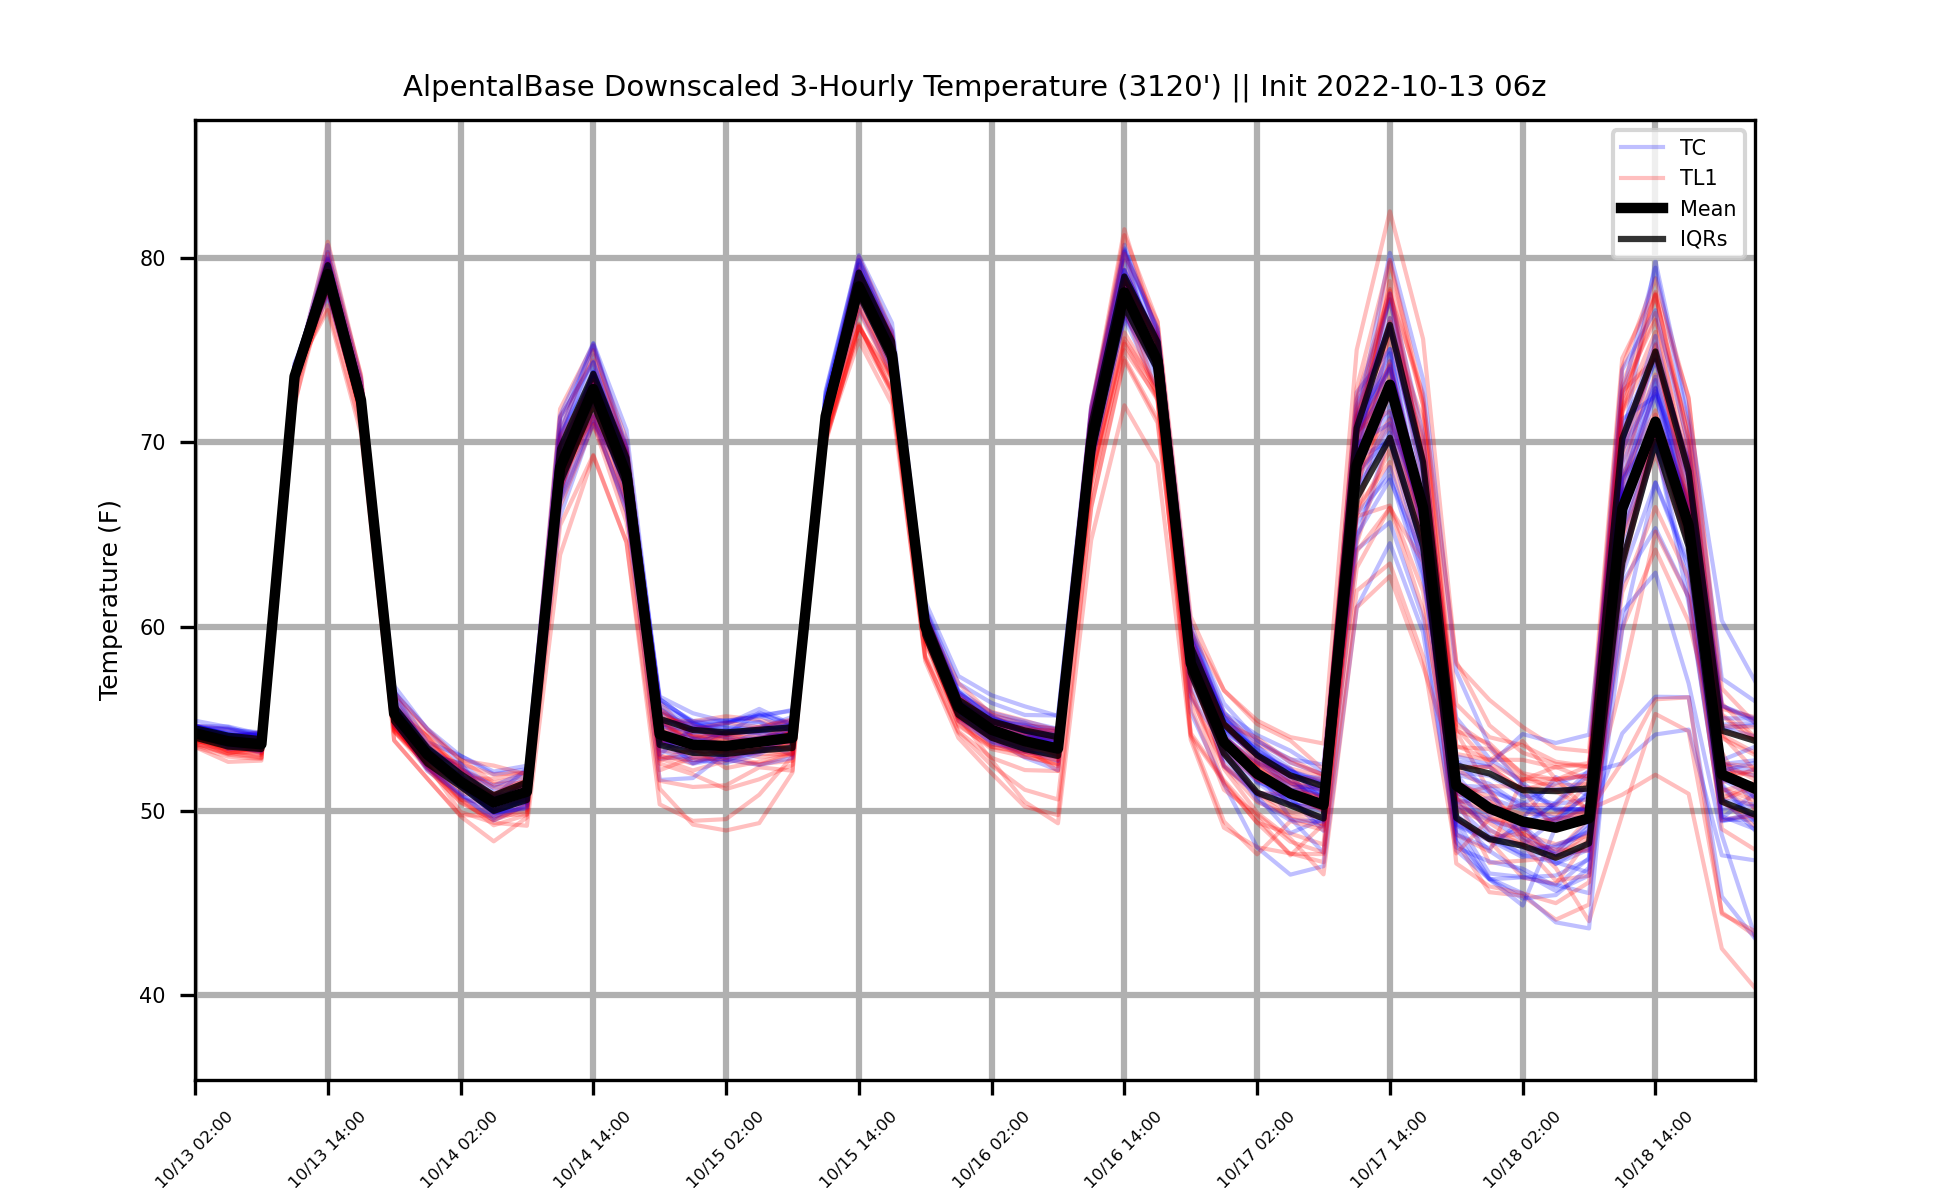 AlpentalBase Downscaled 3-Hourly Temperature (3120') || Init 2022-10-13 06z
TC
TL1
Mean
IQRs
Temperature (F)
80
70
60
50
40
10/13 02:00
10/13 14:00
10/14 02:00
10/14 14:00
10/15 02:00
10/15 14:00
10/16 02:00
10/16 14:00
10/17 02:00
10/17 14:00
10/18 02:00
10/18 14:00